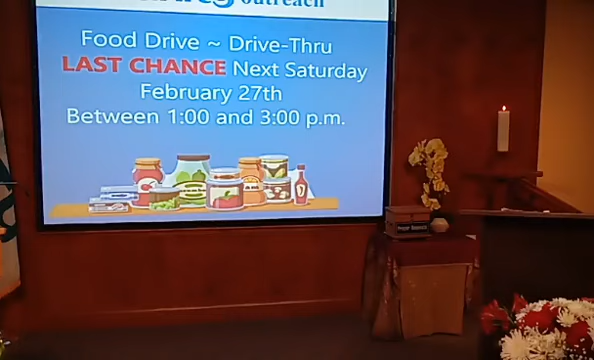 outreach
Food Drive ~ Drive-Thru
LAST CHANCE Next Saturday
February 27th
Between 1:00 and 3:00 p.m.